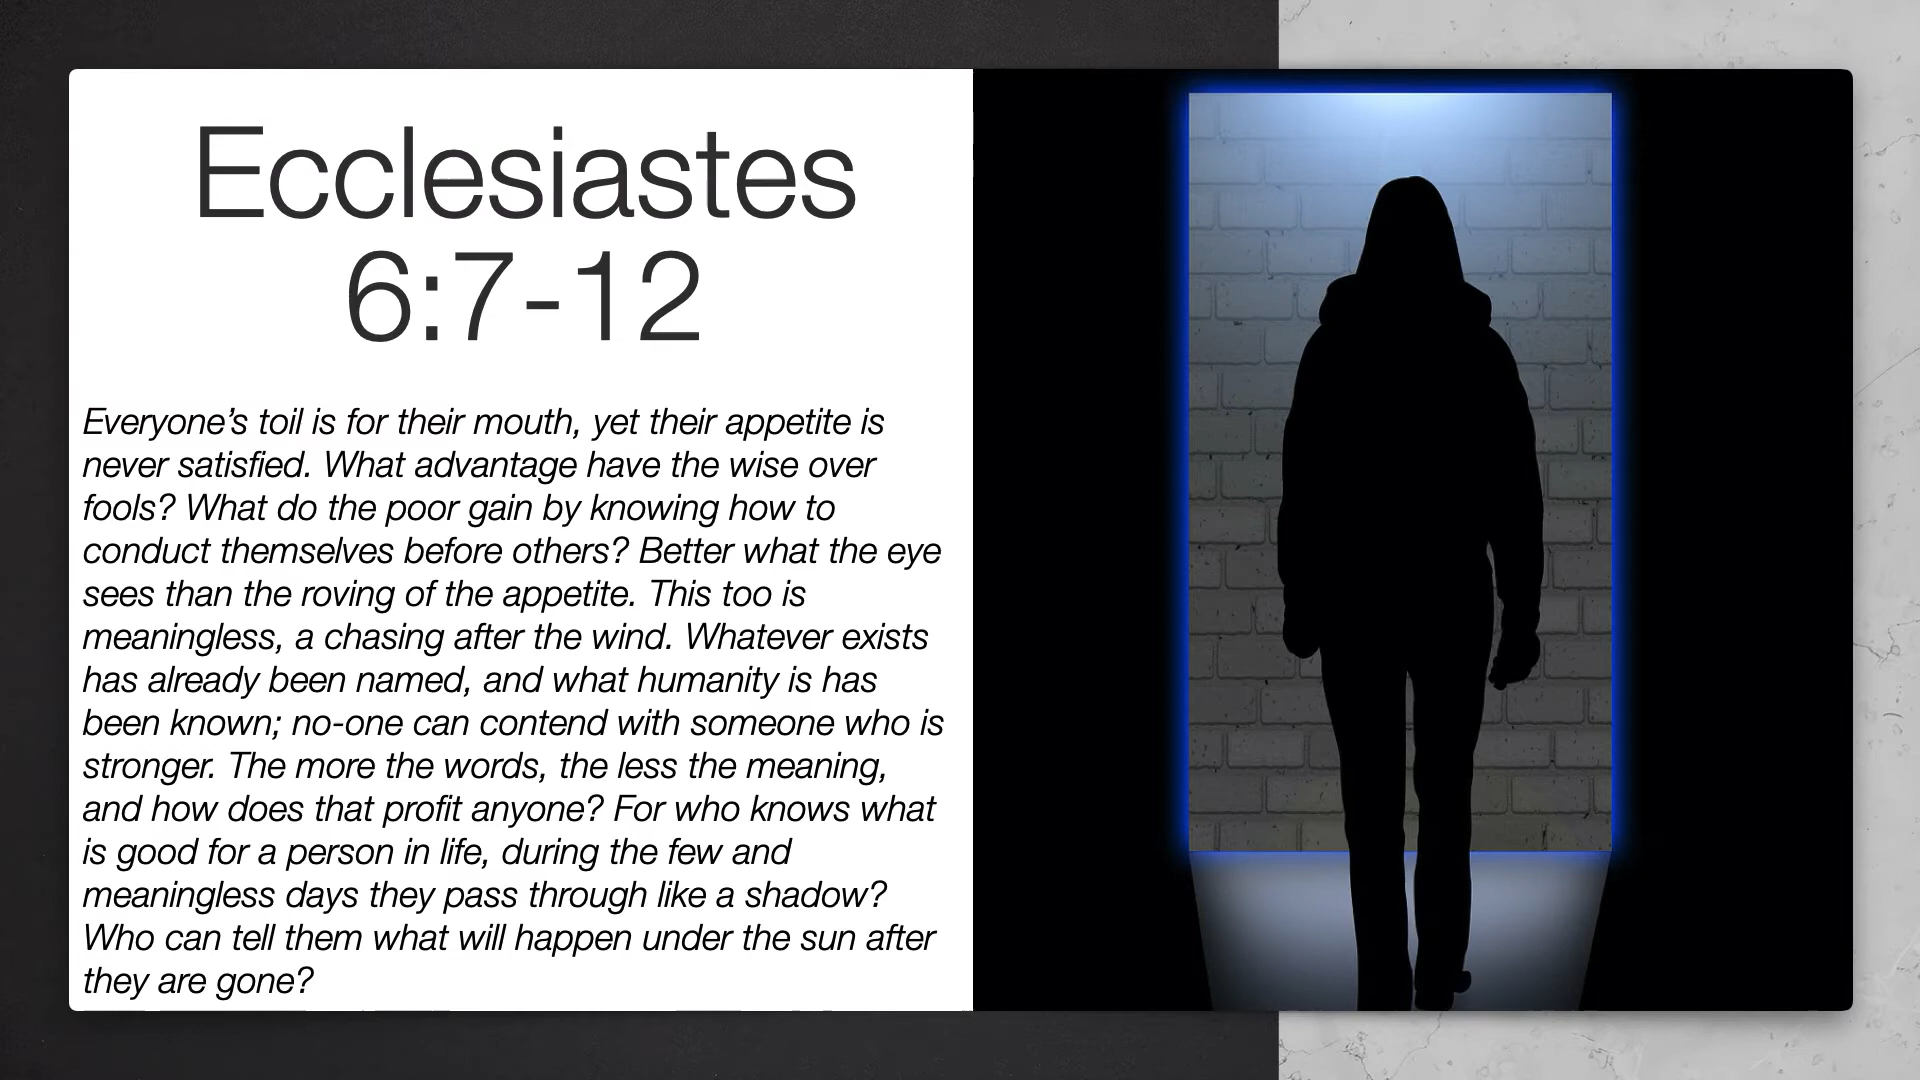 Ecclesiastes
6:7-12
Everyone’s toil is for their mouth, yet their appetite is
never satisfied. What advantage have the wise over
fools? What do the poor gain by knowing how to
conduct themselves before others? Better what the eye
sees than the roving of the appetite. This too is
meaningless, a chasing after the wind. Whatever exists
has already been named, and what humanity is has
been known; no-one can contend with someone who is
stronger. The more the words, the less the meaning,
and how does that profit anyone? For who knows what
is good for a person in life, during the few and
meaningless days they pass through like a shadow?
Who can tell them what will happen under the sun after
they are gone?